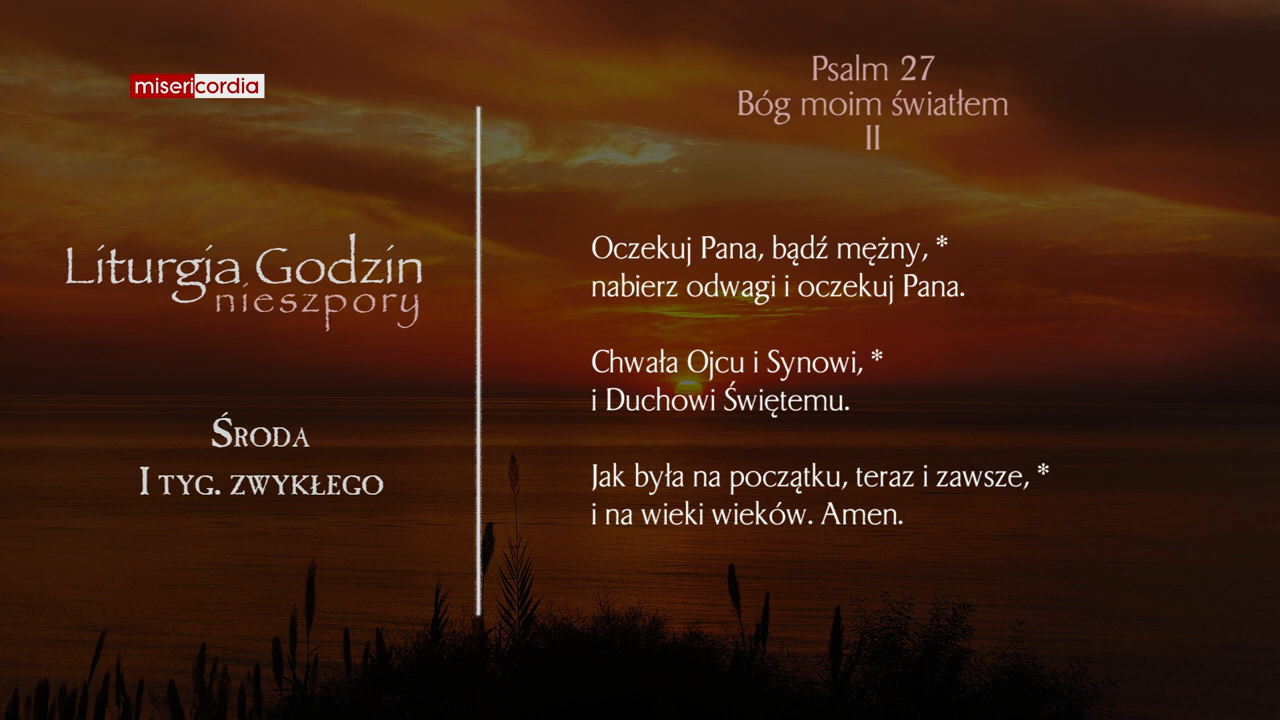 misericordia
Liturgia Godzin
nieszpory
Środa
I tyg. zwykłego
Psalm 27
Bóg moim światłem
II
Oczekuj Pana, bądź mężny, *
nabierz odwagi i oczekuj Pana.
Chwała Ojcu i Synowi, *
i Duchowi Świętemu.
Jak była na początku, teraz i zawsze, *
i na wieki wieków. Amen.